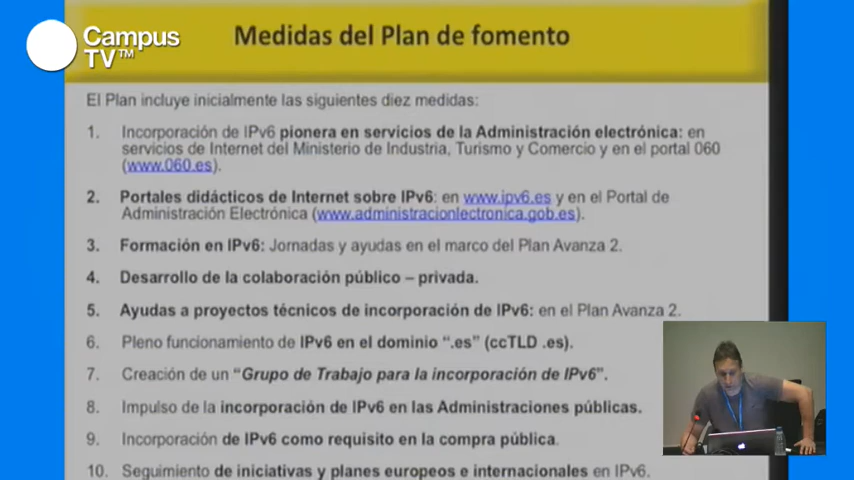 Campus
TV™
Medidas del Plan de fomento
El Plan incluye inicialmente las siguientes diez medidas:
1. Incorporación de IPv6 pionera en servicios de la Administración electrónica: en
servicios de Internet del Ministerio de Industria, Turismo y Comercio y en el portal 060
(www.060.es).
2. Portales didácticos de Internet sobre IPv6: en www.ipv6.es y en el Portal de
Administración Electrónica (www.administracionlectronica.gob.es).
3. Formación en IPv6: Jornadas y ayudas en el marco del Plan Avanza 2.
4. Desarrollo de la colaboración público – privada.
5. Ayudas a proyectos técnicos de incorporación de IPv6: en el Plan Avanza 2.
6. Pleno funcionamiento de IPv6 en el dominio “.es” (ccTLD .es).
7. Creación de un “Grupo de Trabajo para la incorporación de IPv6”.
8. Impulso de la incorporación de IPv6 en las Administraciones públicas.
9. Incorporación de IPv6 como requisito en la compra pública.
10. Seguimiento de iniciativas y planes europeos e internacionales en IPv6.